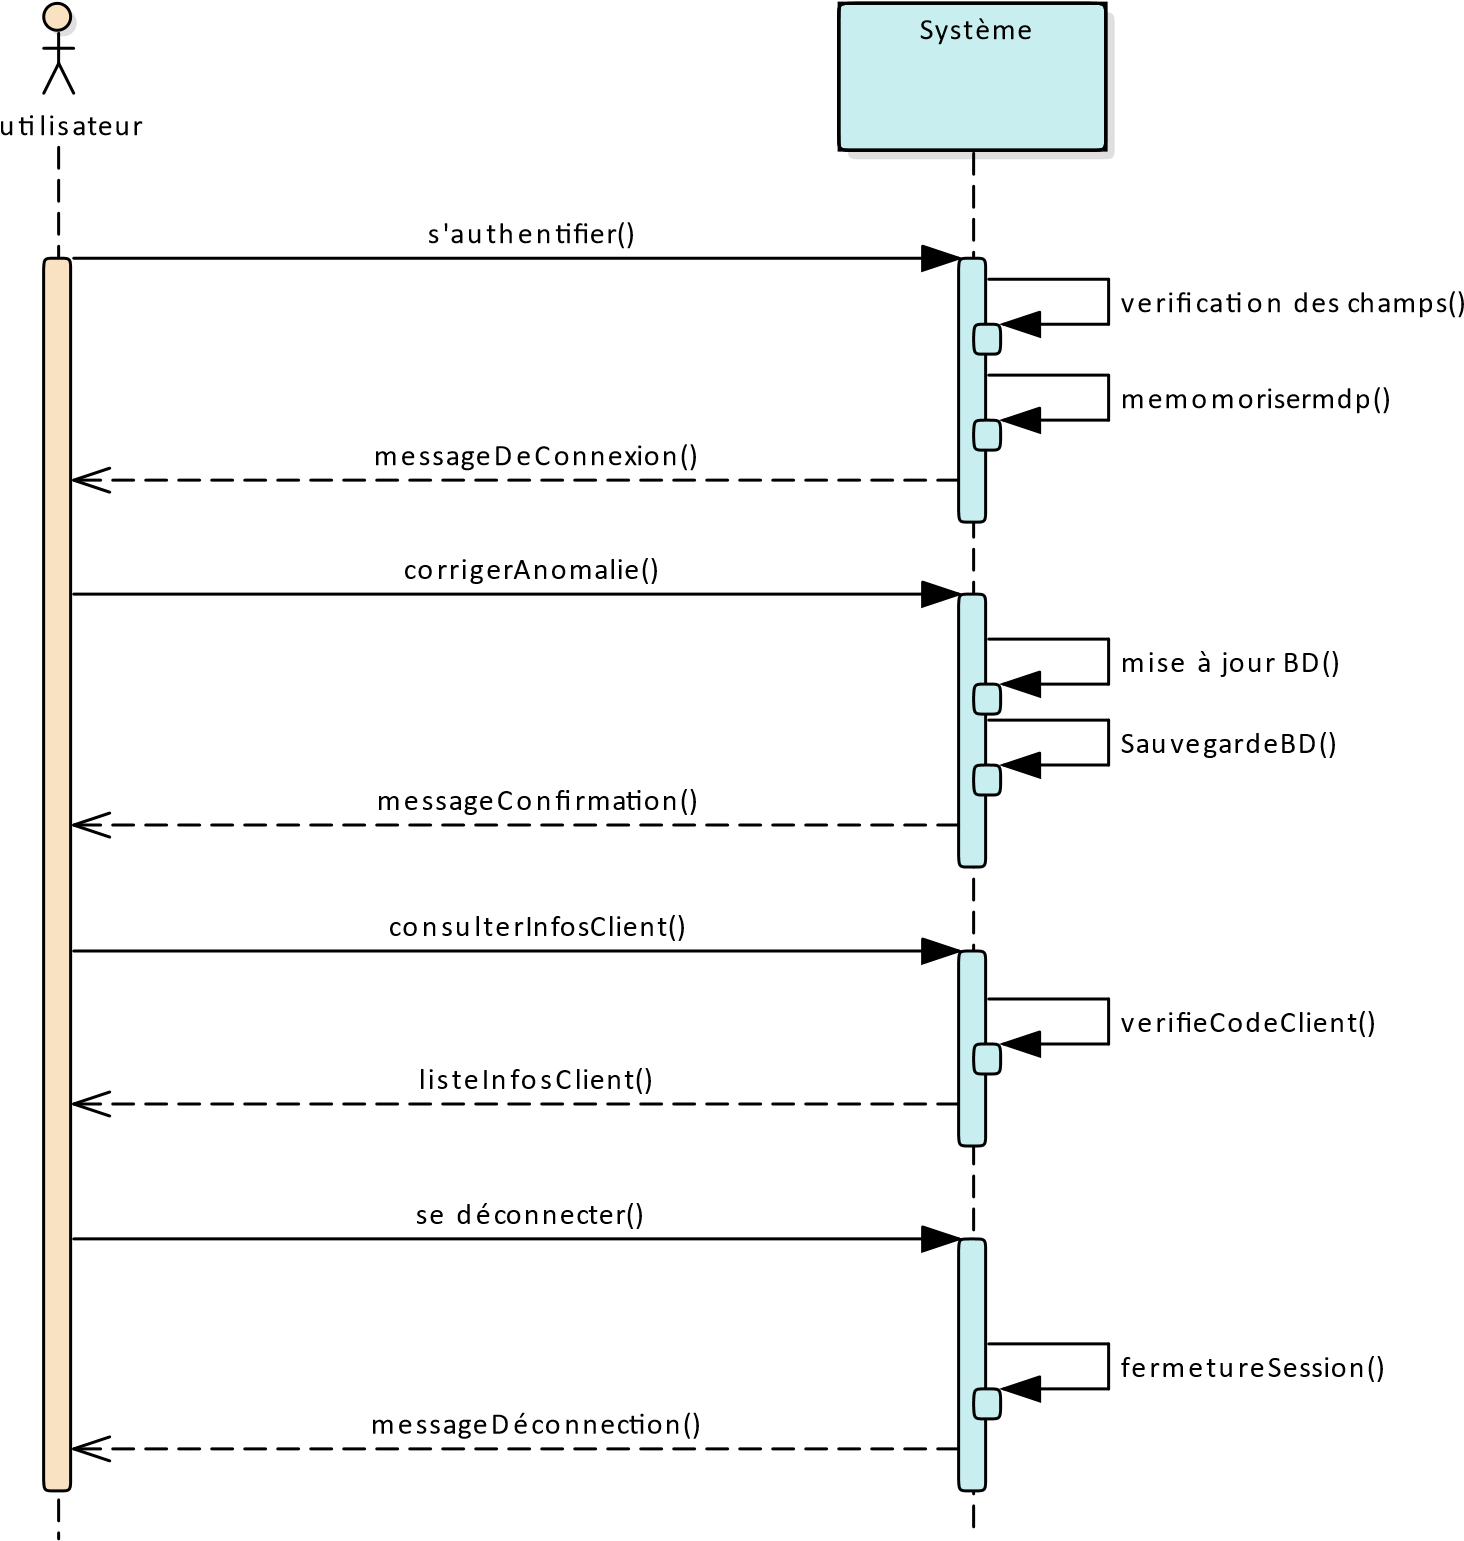 utilisateur
Système
s'authentifier()
verification des champs()
memomorisermdp()
messageDeConnexion()
corrigerAnomalie()
mise à jour BD()
SauvegardeBD()
messageConfirmation()
consulterInfosClient()
verifieCodeClient()
listeInfosClient()
se déconnecter()
fermetureSession()
messageDéconnection()